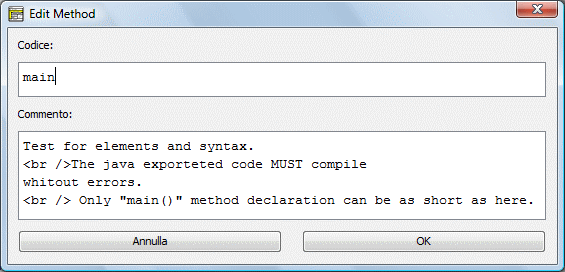 Edit Method
Codice:
main
Commento:
Test for elements and syntax.
<br />The java exporteted code MUST compile
whitout errors.
<br /> Only "main()" method declaration can be as short as here.
Annulla
OK